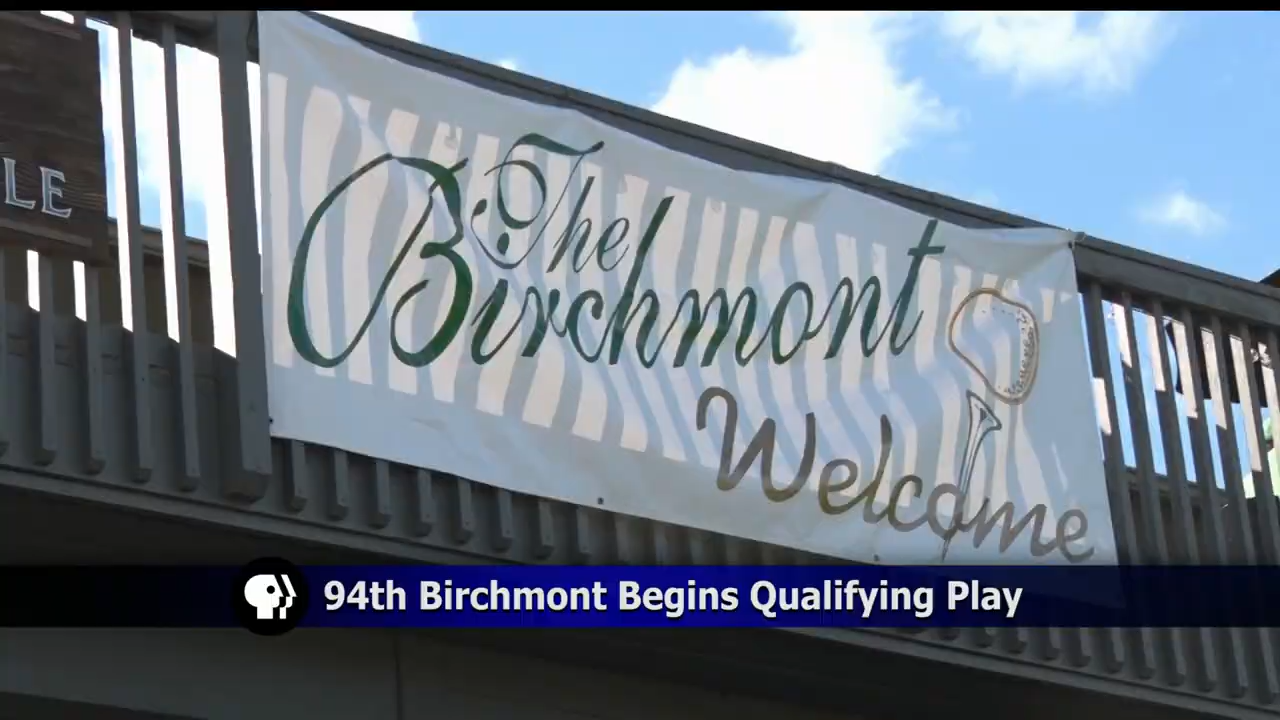 LE
The
Birchmont
Welcome
94th Birchmont Begins Qualifying Play